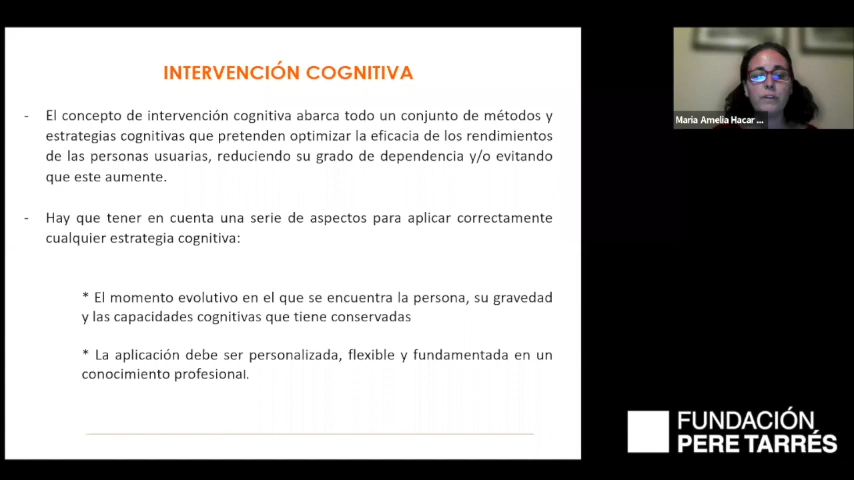 INTERVENCIÓN COGNITIVA
- El concepto de intervención cognitiva abarca todo un conjunto de métodos y
estrategias cognitivas que pretenden optimizar la eficacia de los rendimientos
de las personas usuarias, reduciendo su grado de dependencia y/o evitando
que este aumente.
- Hay que tener en cuenta una serie de aspectos para aplicar correctamente
cualquier estrategia cognitiva:
* El momento evolutivo en el que se encuentra la persona, su gravedad
y las capacidades cognitivas que tiene conservadas
* La aplicación debe ser personalizada, flexible y fundamentada en un
conocimiento profesional.
Maria Amelia Hacar ...
FUNDACIÓN
PERE TARRÉS